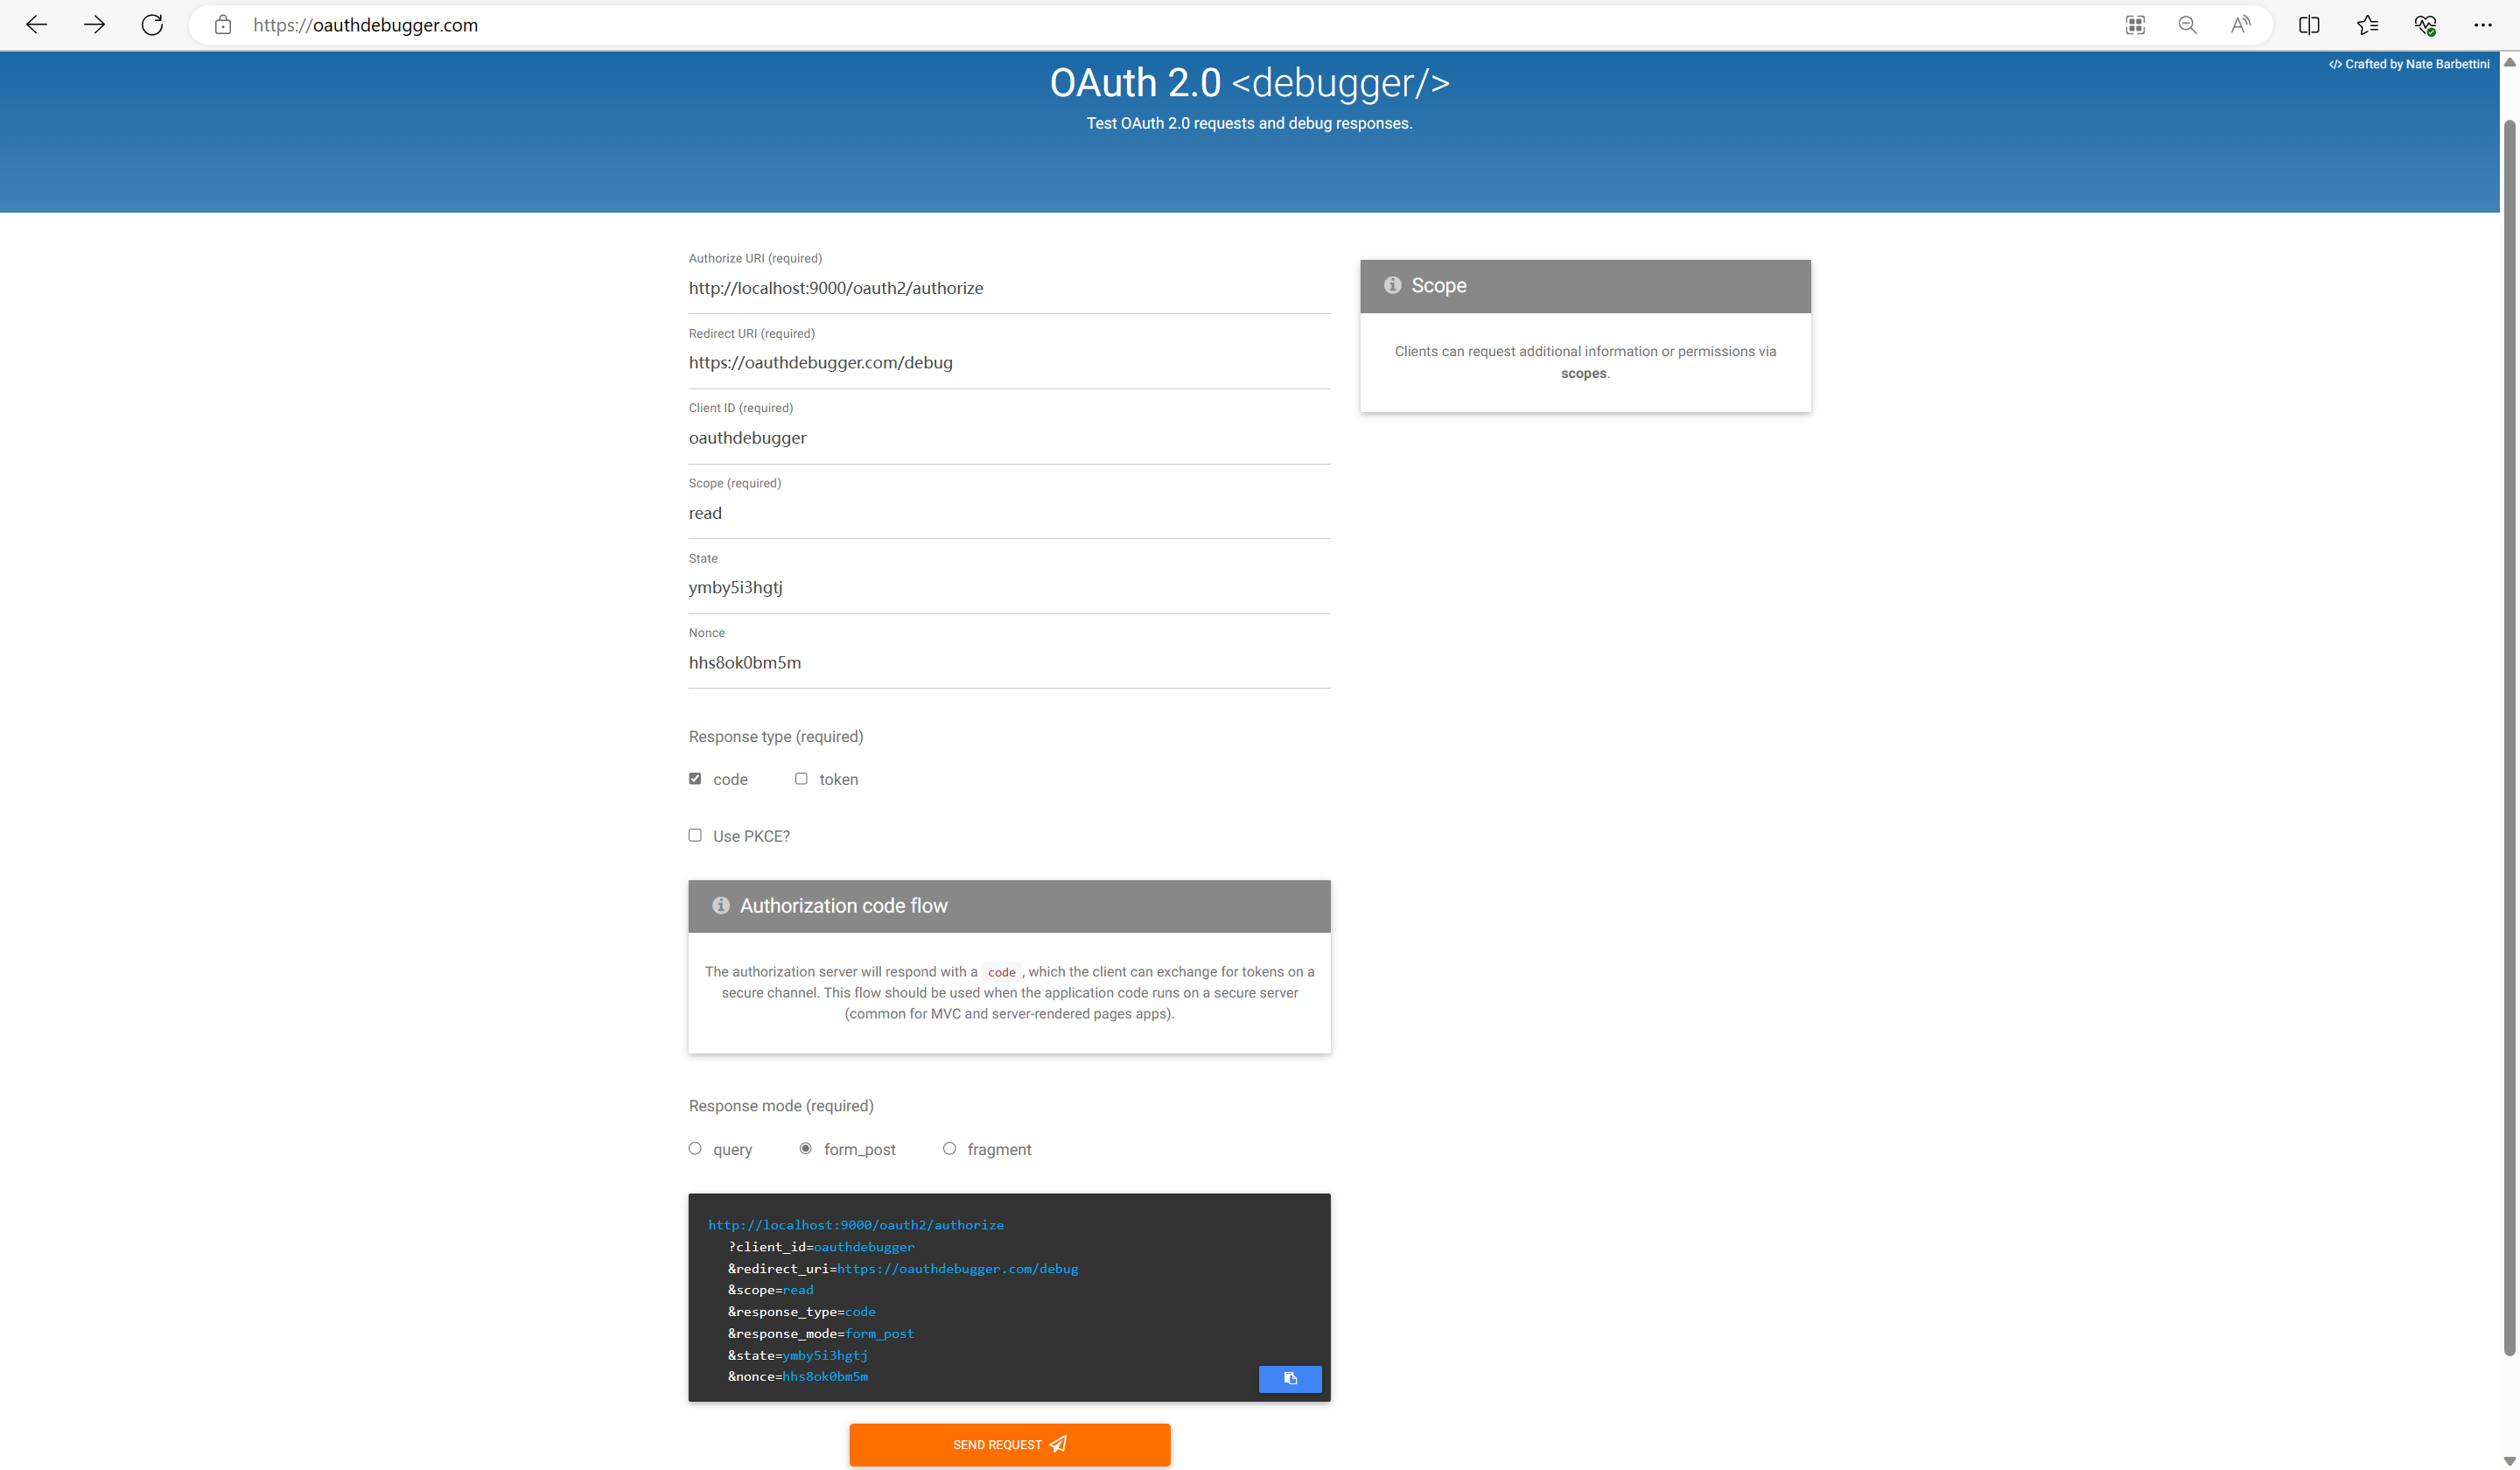 https://oauthdebugger.com
</> Crafted by Nate Barbettini
OAuth 2.0 <debugger/>
Test OAuth 2.0 requests and debug responses.
Authorize URI (required)
http://localhost:9000/oauth2/authorize
Redirect URI (required)
https://oauthdebugger.com/debug
Client ID (required)
oauthdebugger
Scope (required)
read
State
ymby5i3hgtj
Nonce
hhs8ok0bm5m
Scope
Clients can request additional information or permissions via
scopes.
Response type (required)
code token
Use PKCE?
Authorization code flow
The authorization server will respond with a code , which the client can exchange for tokens on a
secure channel. This flow should be used when the application code runs on a secure server
(common for MVC and server-rendered pages apps).
Response mode (required)
query form_post fragment
http://localhost:9000/oauth2/authorize
?client_id=oauthdebugger
&redirect_uri=https://oauthdebugger.com/debug
&scope=read
&response_type=code
&response_mode=form_post
&state=ymby5i3hgtj
&nonce=hhs8ok0bm5m
SEND REQUEST